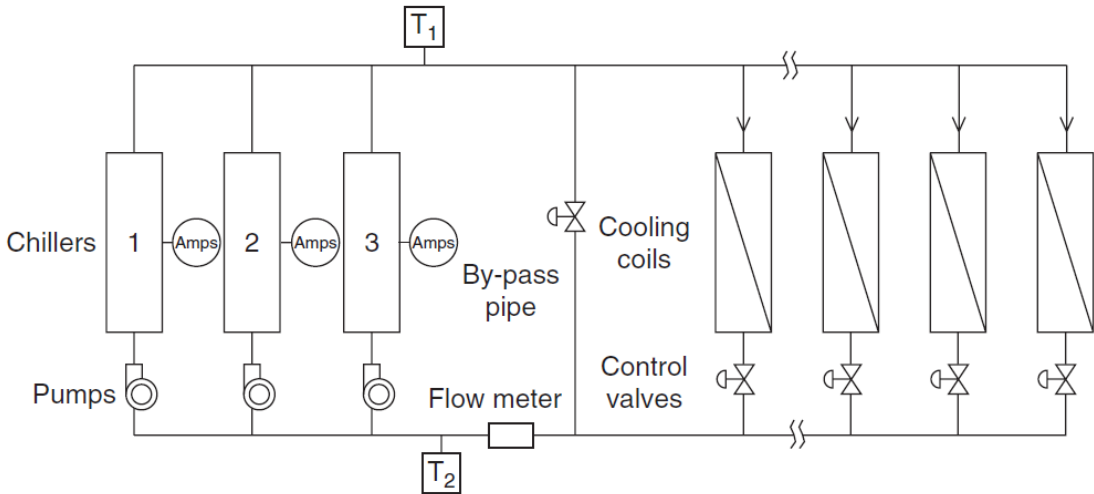 T1
Chillers
1
Amps
2
Amps
3
Amps
By-pass
pipe
Cooling
coils
Pumps
Flow meter
Control
valves
T2